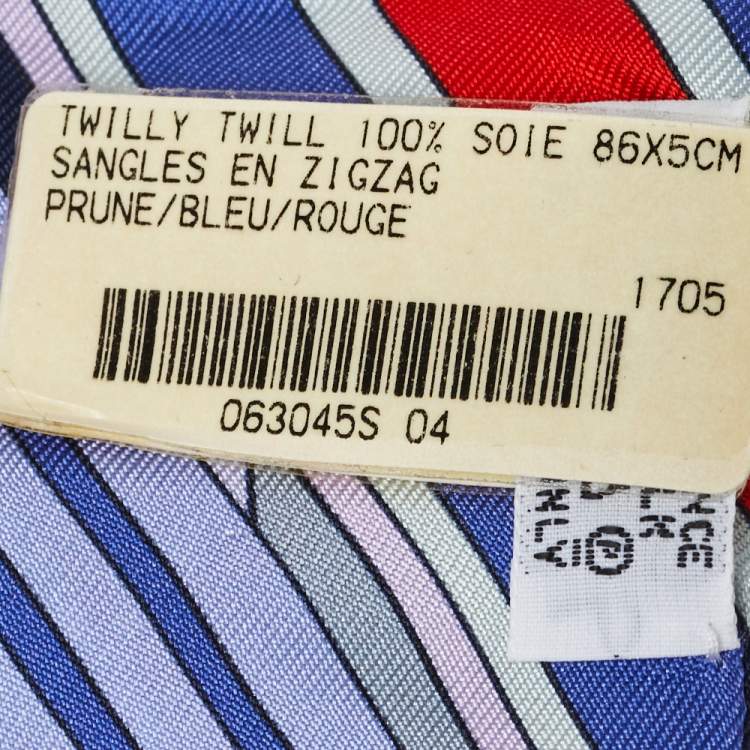 TWILLY TWILL 100% SOIE 86X5CM
SANGLES EN ZIGZAG
PRUNE/BLEU/ROUGE
1705
063045S 04